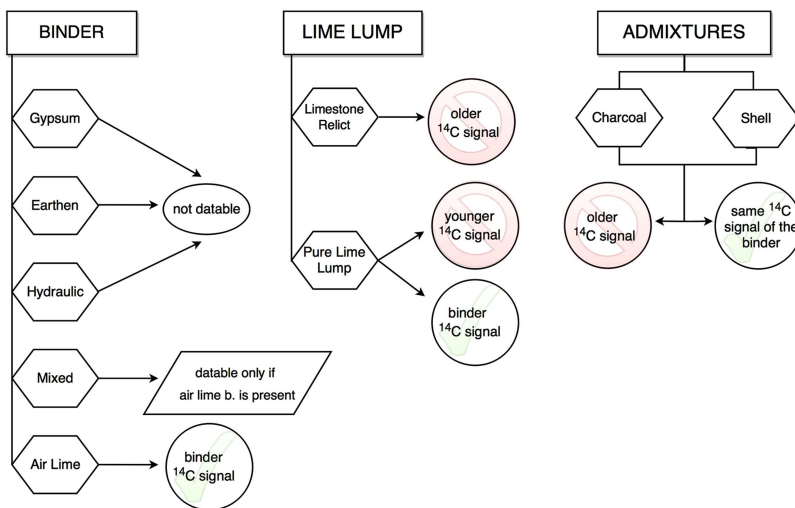 BINDER
Gypsum
Earthen
Hydraulic
not datable
Mixed
datable only if
air lime b. is present
Air Lime
binder
¹⁴C signal
LIME LUMP
Limestone
Relict
older
¹⁴C signal
Pure Lime
Lump
younger
¹⁴C signal
binder
¹⁴C signal
ADMIXTURES
Charcoal
Shell
older
¹⁴C signal
same ¹⁴C
signal of the
binder